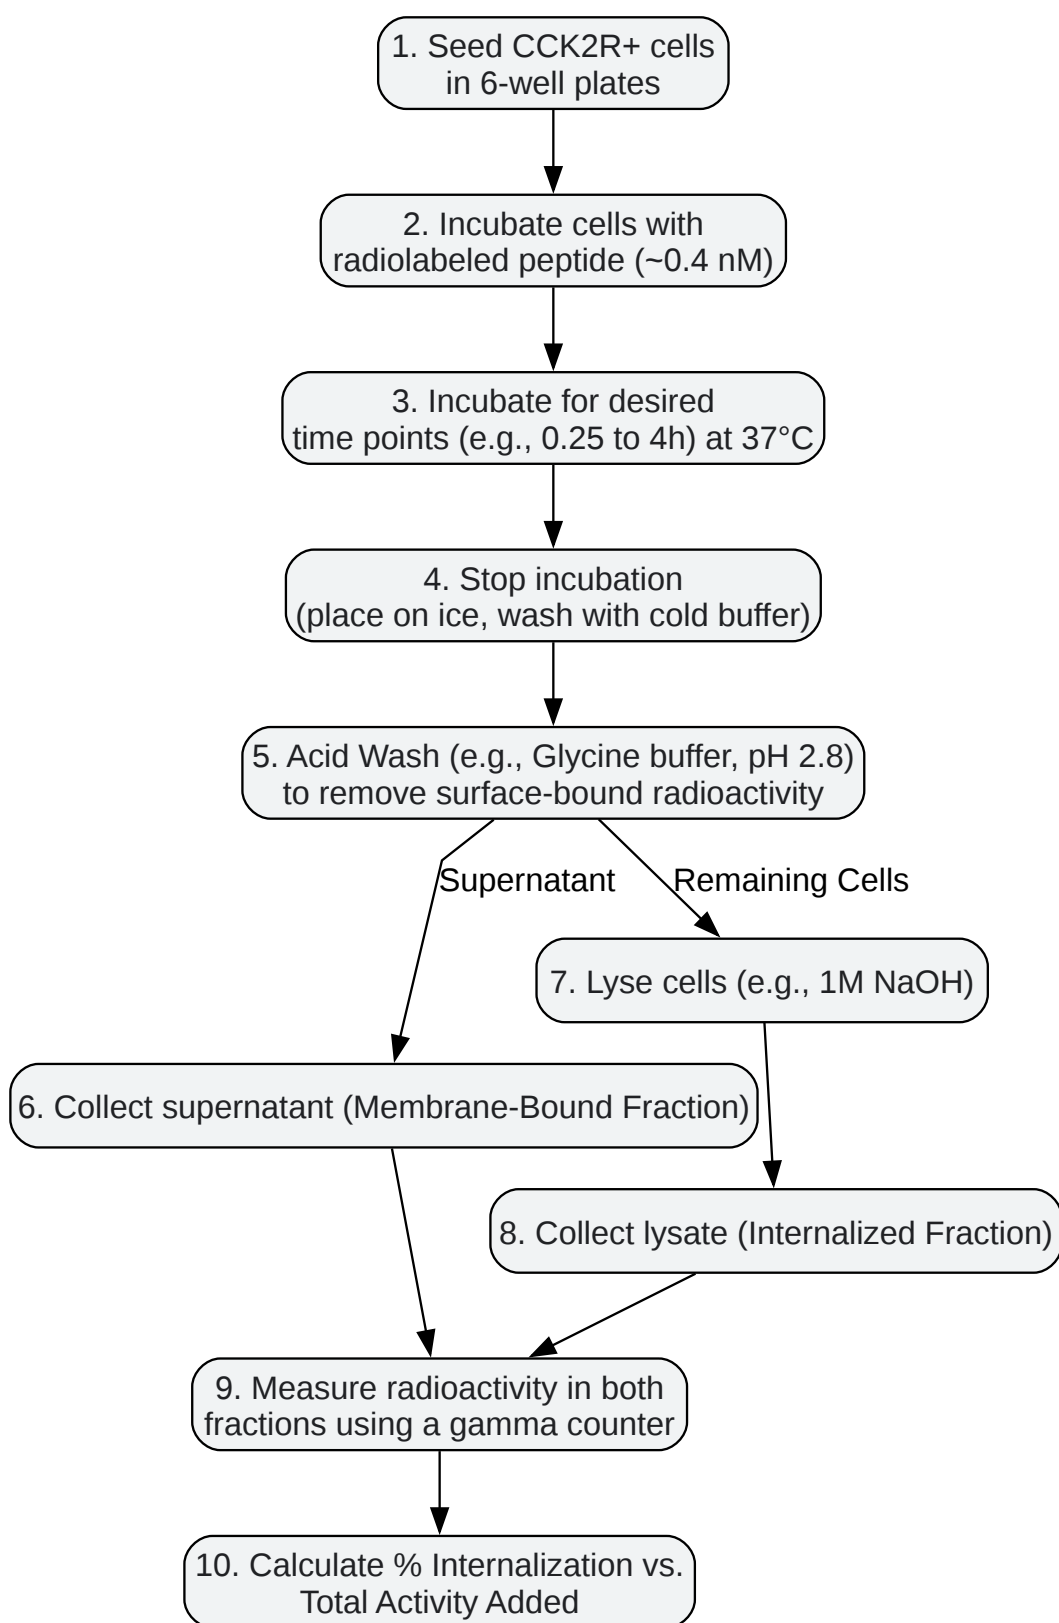 1. Seed CCK2R+ cells
in 6-well plates
2. Incubate cells with
radiolabeled peptide (~0.4 nM)
3. Incubate for desired
time points (e.g., 0.25 to 4h) at 37°C
4. Stop incubation
(place on ice, wash with cold buffer)
5. Acid Wash (e.g., Glycine buffer, pH 2.8)
to remove surface-bound radioactivity
Supernatant
Remaining Cells
7. Lyse cells (e.g., 1M NaOH)
6. Collect supernatant (Membrane-Bound Fraction)
8. Collect lysate (Internalized Fraction)
9. Measure radioactivity in both
fractions using a gamma counter
10. Calculate % Internalization vs.
Total Activity Added